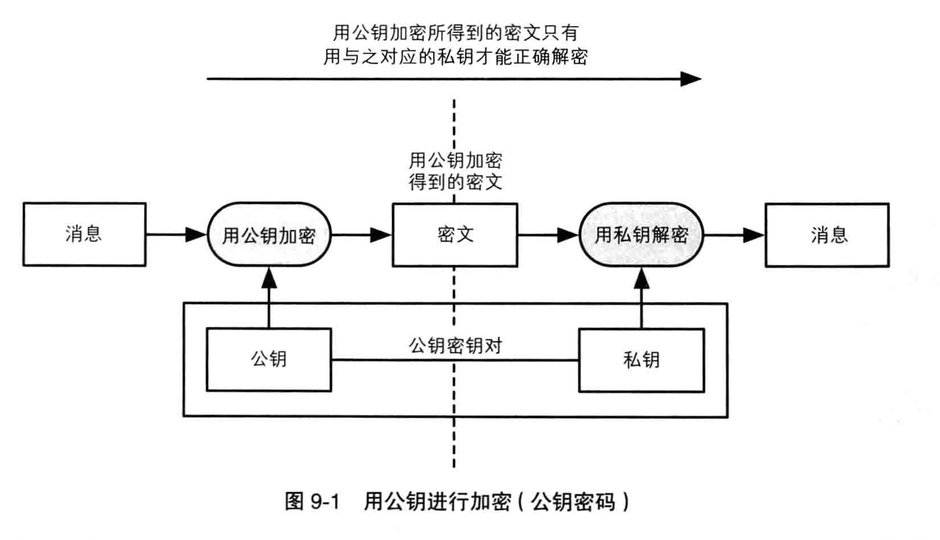 用公钥加密所得到的密文只有
用与之对应的私钥才能正确解密
用公钥加密
得到的密文
消息
用公钥加密
密文
用私钥解密
消息
公钥
公钥密钥对
私钥
图 9-1 用公钥进行加密（公钥密码）